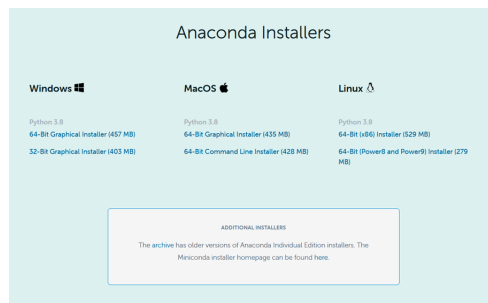 Anaconda Installers
Windows
MacOS
Linux
Python 3.8
64-Bit Graphical Installer (457 MB)
32-Bit Graphical Installer (403 MB)
Python 3.8
64-Bit Graphical Installer (435 MB)
64-Bit Command Line Installer (428 MB)
Python 3.8
64-Bit (x86) Installer (529 MB)
64-Bit (Power8 and Power9) Installer (279
MB)
ADDITIONAL INSTALLERS
The archive has older versions of Anaconda Individual Edition installers. The
Miniconda installer homepage can be found here.